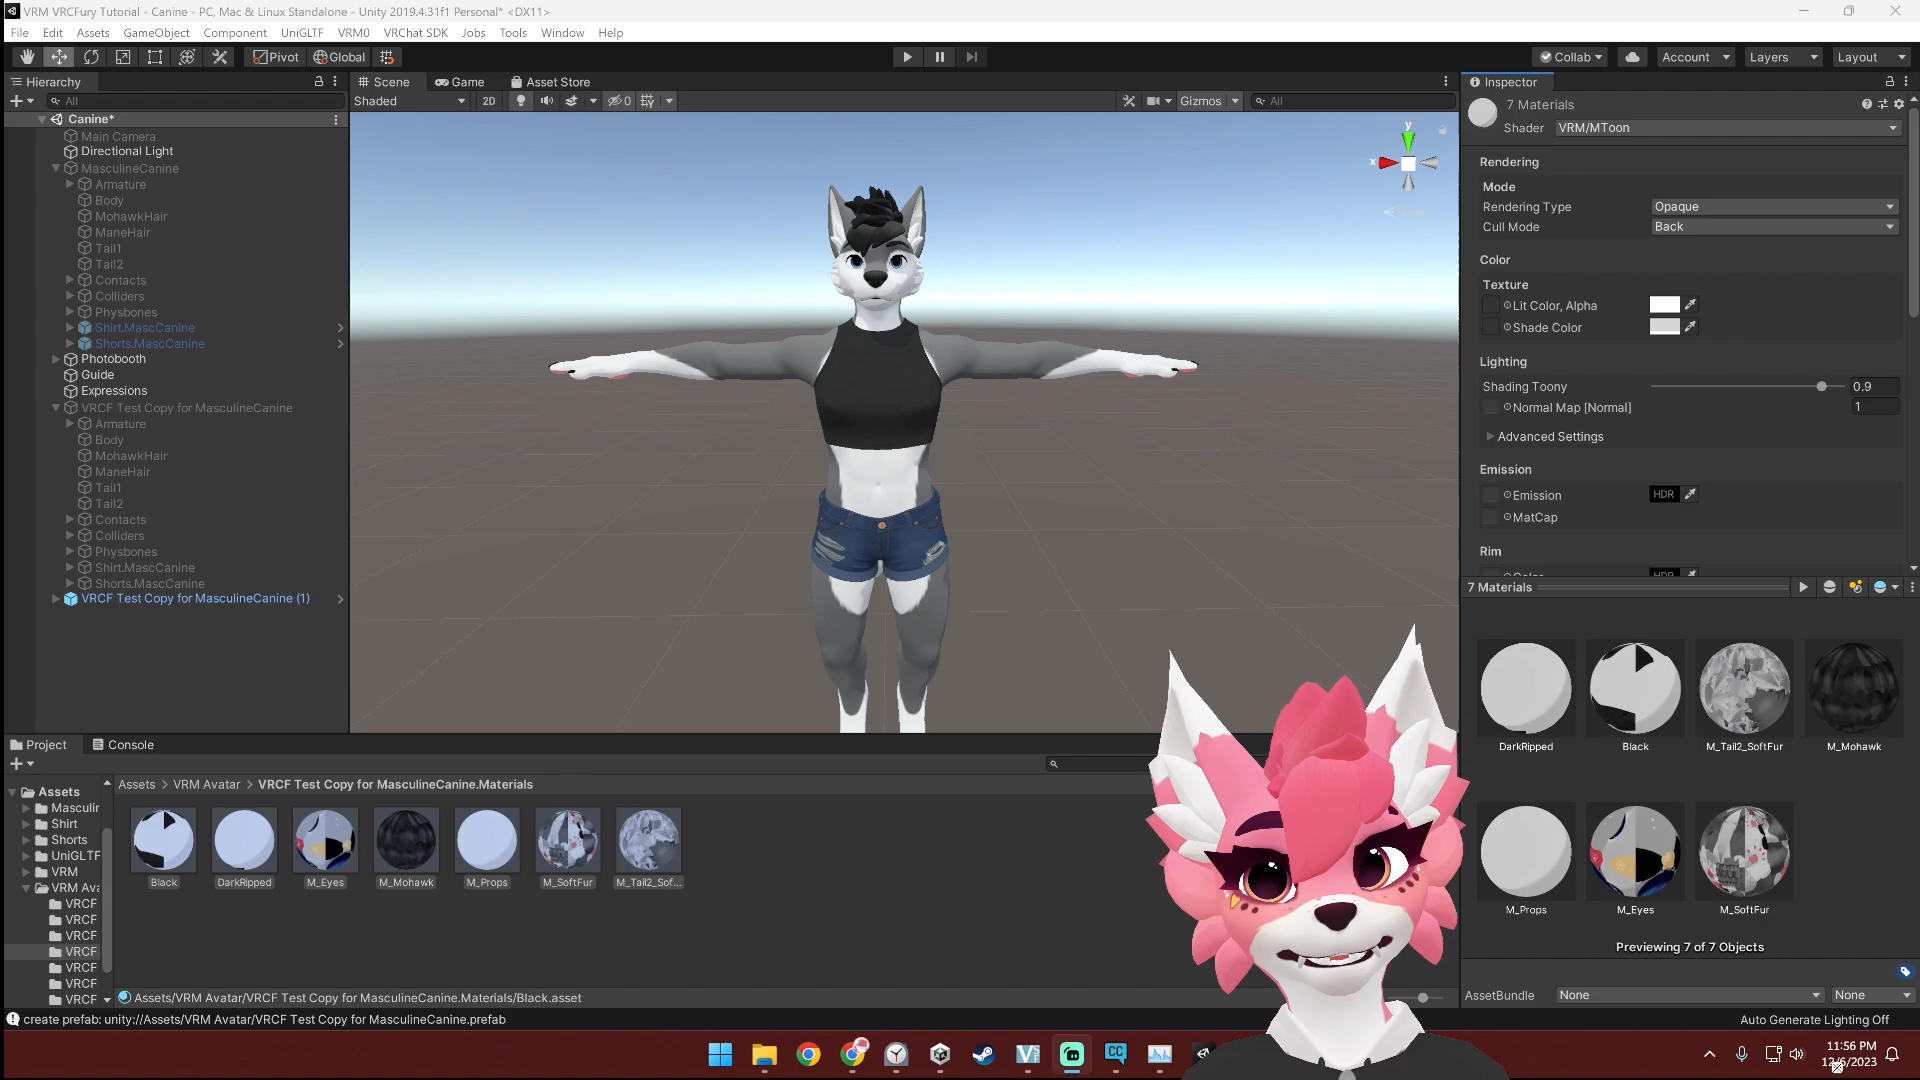 VRM VRCFury Tutorial - Canine - PC, Mac & Linux Standalone - Unity 2019.4.31f1 Personal* <DX11>
File Edit Assets GameObject Component UniGLTF VRM0 VRChat SDK Jobs Tools Window Help
Pivot Global Collab Account Layers Layout
Hierarchy
All
Canine*
Main Camera
Directional Light
MasculineCanine
Armature
Body
MohawkHair
ManeHair
Tail1
Tail2
Contacts
Colliders
Physbones
Shirt.MascCanine
Shorts.MascCanine
Photobooth
Guide
Expressions
VRCF Test Copy for MasculineCanine
Armature
Body
MohawkHair
ManeHair
Tail1
Tail2
Contacts
Colliders
Physbones
Shirt.MascCanine
Shorts.MascCanine
VRCF Test Copy for MasculineCanine (1)
Scene Game Asset Store
Shaded 2D 0 Gizmos All
y
x
Inspector
7 Materials
Shader VRM/MToon
Rendering
Mode
Rendering Type Opaque
Cull Mode Back
Color
Texture
Lit Color, Alpha
Shade Color
Lighting
Shading Toony 0.9
Normal Map [Normal] 1
Advanced Settings
Emission
Emission HDR
MatCap
Rim
Color HDR
7 Materials
DarkRipped Black M_Tail2_SoftFur M_Mohawk
M_Props M_Eyes M_SoftFur
Previewing 7 of 7 Objects
AssetBundle None None
Project Console
Assets
Masculir
Shirt
Shorts
UniGLTF
VRM
VRM Ava
VRCF
VRCF
VRCF
VRCF
VRCF
VRCF
VRCF
Assets > VRM Avatar > VRCF Test Copy for MasculineCanine.Materials
Black DarkRipped M_Eyes M_Mohawk M_Props M_SoftFur M_Tail2_Sof...
Assets/VRM Avatar/VRCF Test Copy for MasculineCanine.Materials/Black.asset
create prefab: unity://Assets/VRM Avatar/VRCF Test Copy for MasculineCanine.prefab
Auto Generate Lighting Off
CC
11:56 PM
12/6/2023